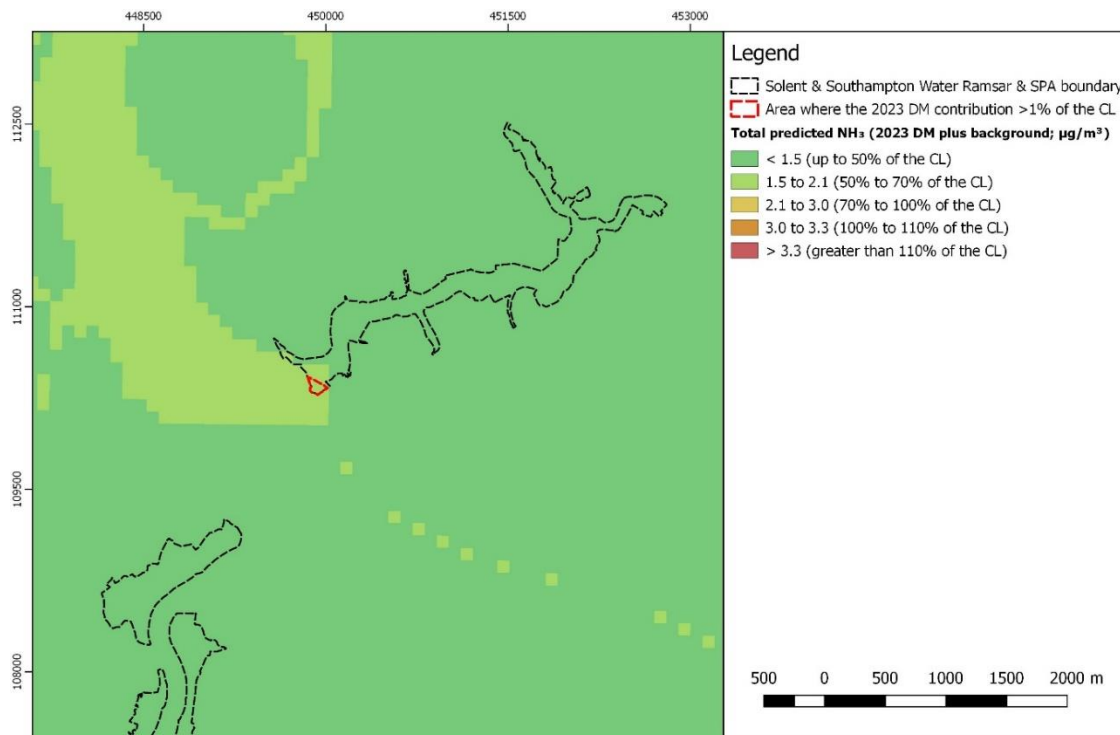 448500 450000 451500 453000
112500
111000
109500
108000
Legend
Solent & Southampton Water Ramsar & SPA boundary
Area where the 2023 DM contribution >1% of the CL
Total predicted NH₃ (2023 DM plus background; µg/m³)
< 1.5 (up to 50% of the CL)
1.5 to 2.1 (50% to 70% of the CL)
2.1 to 3.0 (70% to 100% of the CL)
3.0 to 3.3 (100% to 110% of the CL)
> 3.3 (greater than 110% of the CL)
500 0 500 1000 1500 2000 m